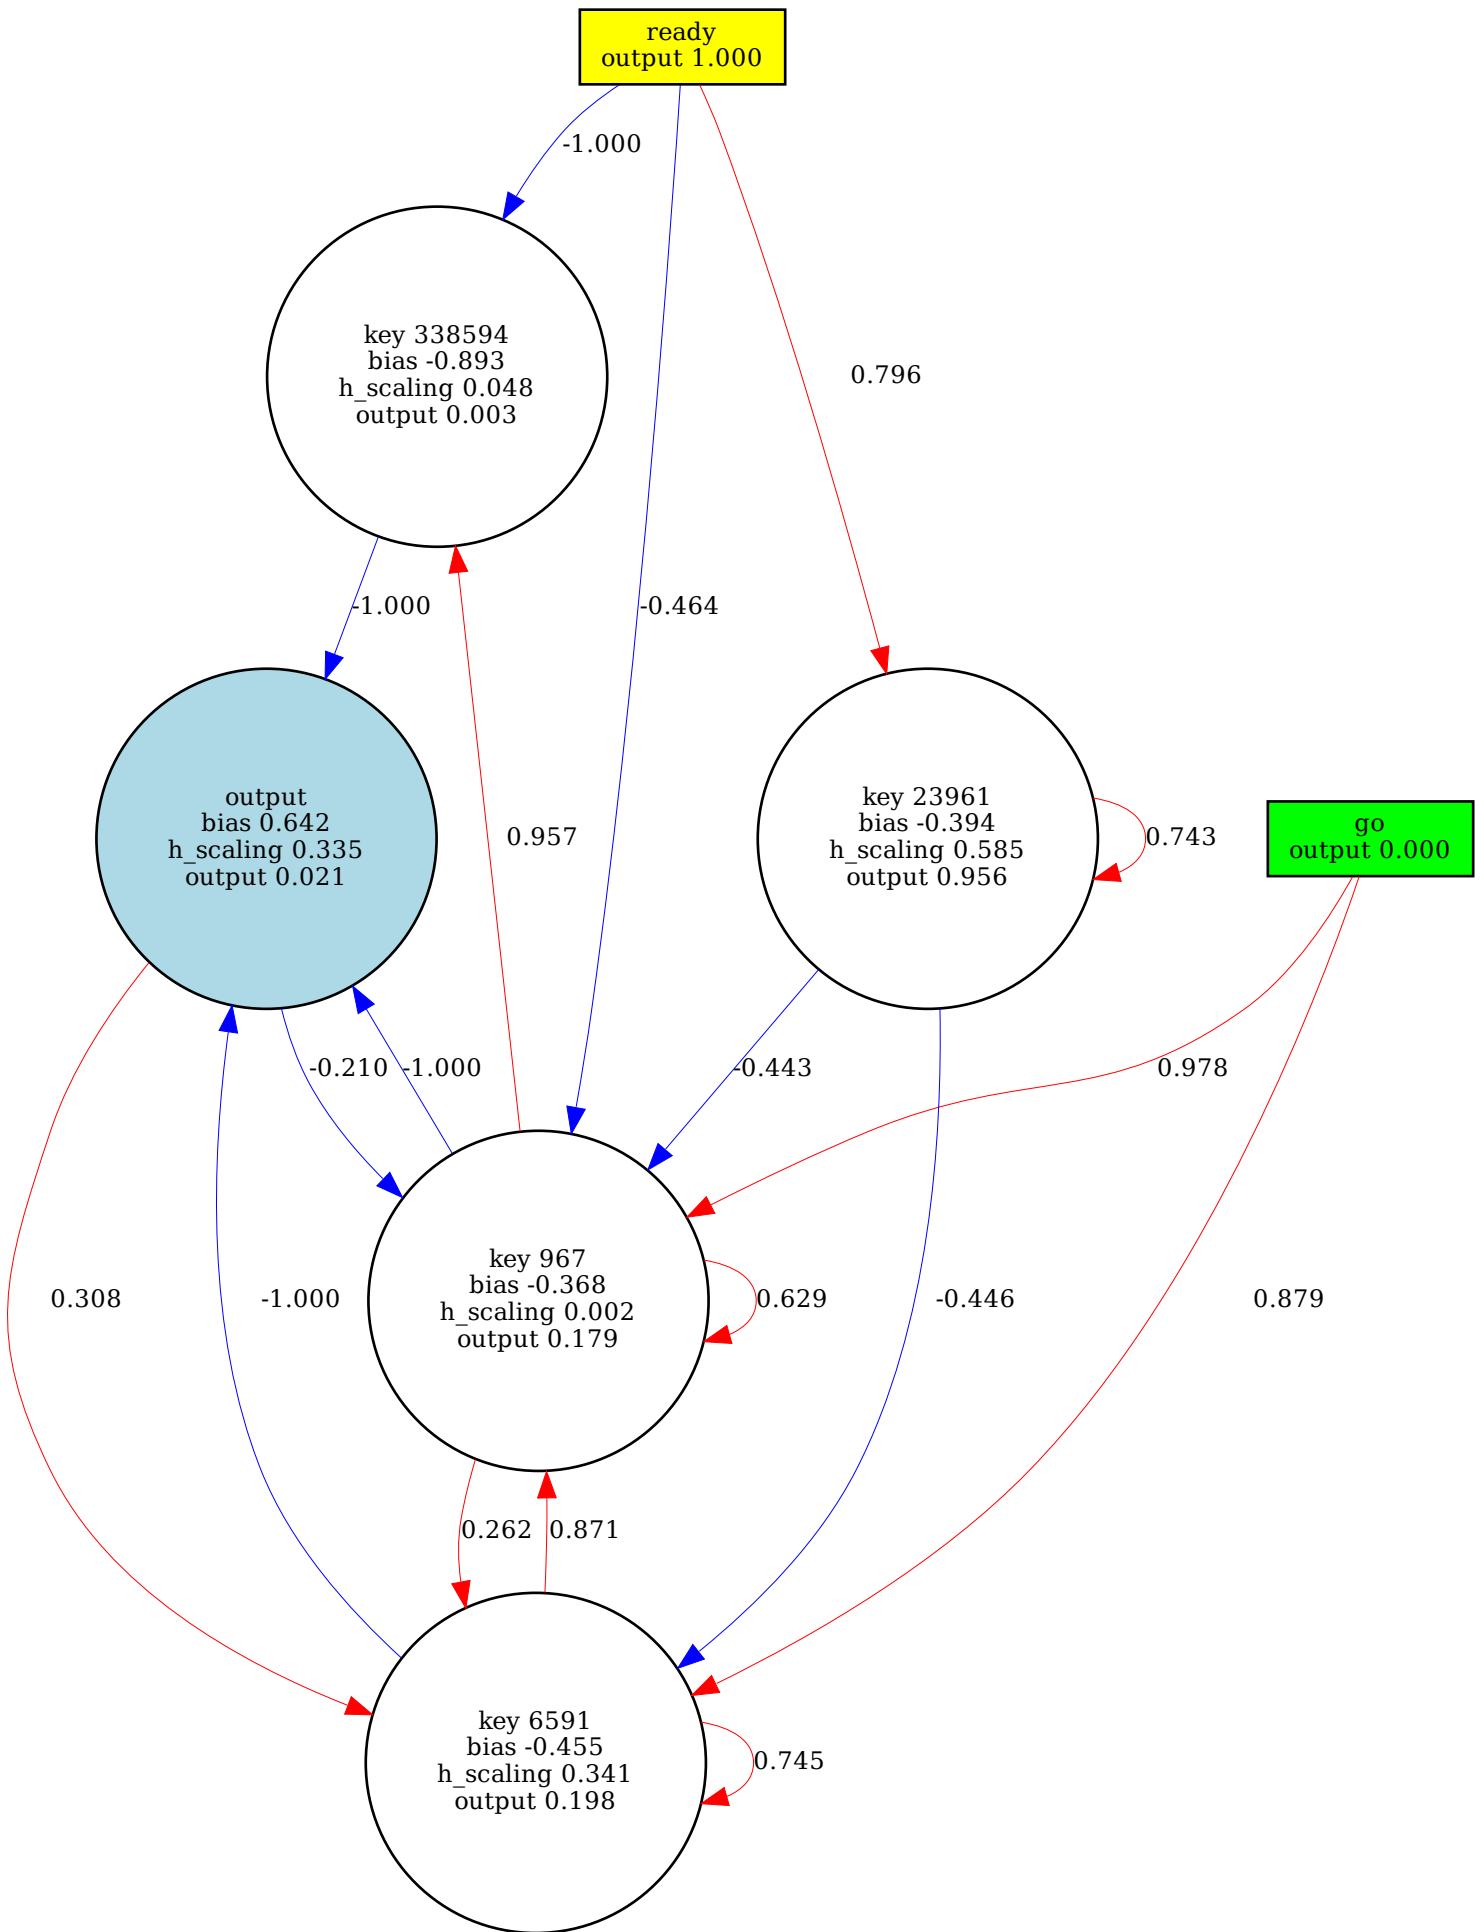 ready
output 1.000
-1.000
key 338594
bias -0.893
h_scaling 0.048
output 0.003
0.796
-1.000
-0.464
output
bias 0.642
h_scaling 0.335
output 0.021
0.957
key 23961
bias -0.394
h_scaling 0.585
output 0.956
0.743
go
output 0.000
-0.210
-1.000
-0.443
0.978
0.308
-1.000
key 967
bias -0.368
h_scaling 0.002
output 0.179
0.629
-0.446
0.879
0.262
0.871
key 6591
bias -0.455
h_scaling 0.341
output 0.198
0.745